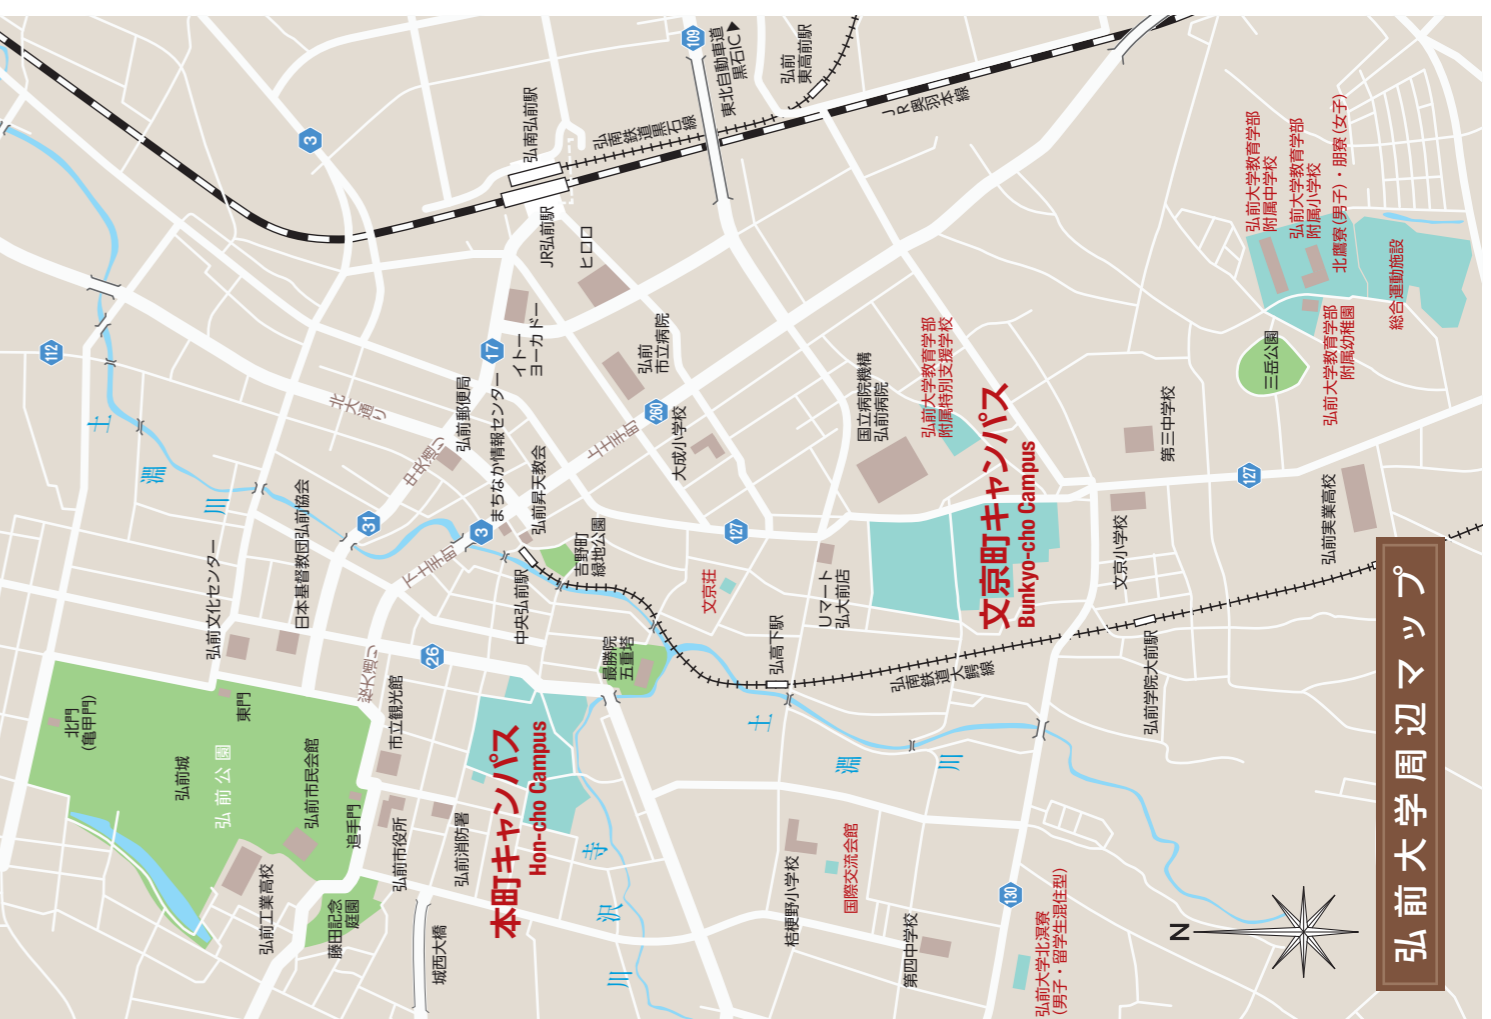 弘前大学周辺マップ
N
109
東北自動車道
黒石IC▲
弘前
東高前駅
JR奥羽本線
弘南鉄道黒石線
弘南弘前駅
JR弘前駅
ヒロロ
3
112
土淵川
北大通り
中央通り
弘前郵便局
17
イトー
ヨーカドー
弘前
市立病院
まちなか情報センター
260
上土手町
大成小学校
国立病院機構
弘前病院
弘前大学教育学部
附属特別支援学校
文京町キャンパス
Bunkyo-cho Campus
第三中学校
三岳公園
弘前大学教育学部
附属中学校
弘前大学教育学部
附属小学校
北鷹寮(男子)・朋寮(女子)
総合運動施設
弘前大学教育学部
附属幼稚園
127
弘前実業高校
文京小学校
弘前学院大前駅
弘南鉄道大鰐線
弘高下駅
Uマート
弘大前店
127
文京荘
吉野町
緑地公園
弘前昇天教会
中央弘前駅
3
下土手町
31
日本基督教団弘前協会
弘前文化センター
26
最勝院
五重塔
弘大通り
市立観光館
本町キャンパス
Hon-cho Campus
東門
北門
(亀甲門)
弘前城
弘前公園
弘前市民会館
追手門
弘前市役所
弘前消防署
弘前工業高校
藤田記念
庭園
城西大橋
寺沢川
土淵川
桔梗野小学校
国際交流会館
第四中学校
130
弘前大学北溟寮
(男子・留学生混住型)